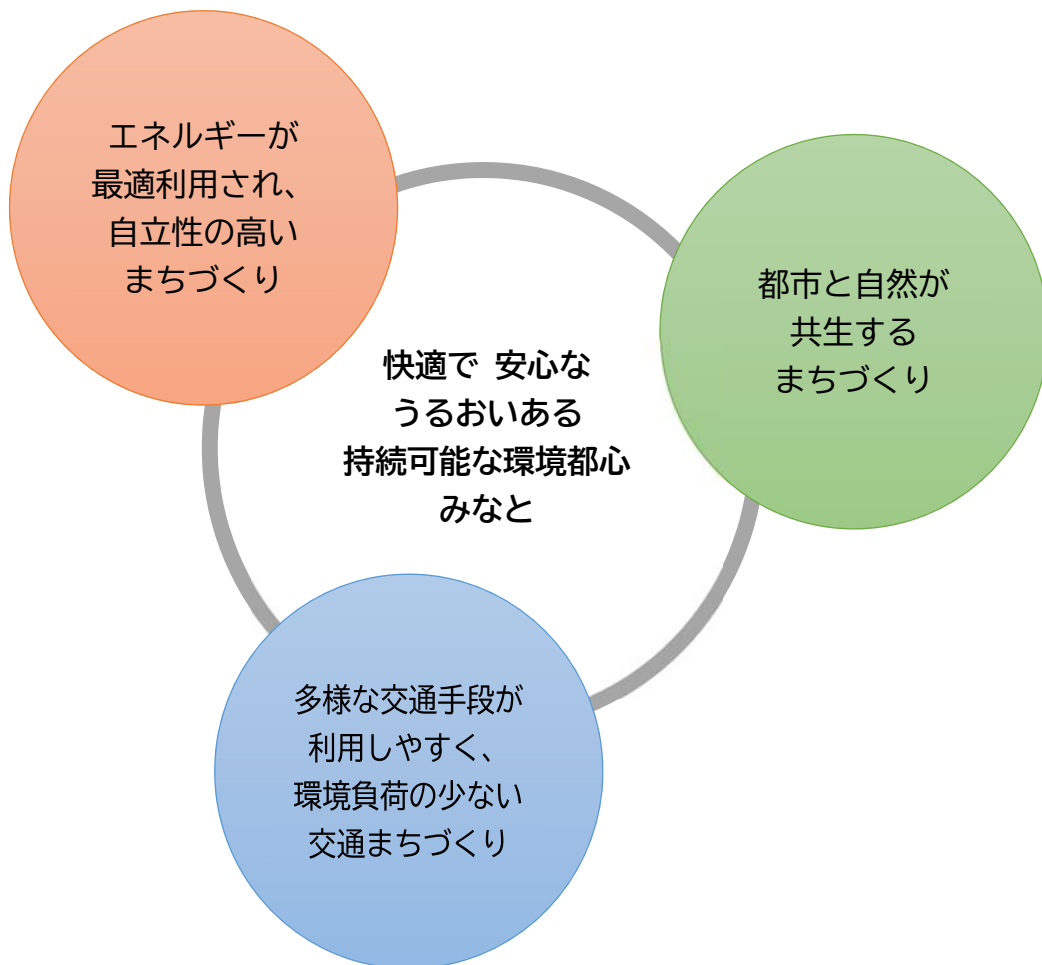 エネルギーが
最適利用され、
自立性の高い
まちづくり
都市と自然が
共生する
まちづくり
快適で 安心な
うるおいある
持続可能な環境都心
みなと
多様な交通手段が
利用しやすく、
環境負荷の少ない
交通まちづくり